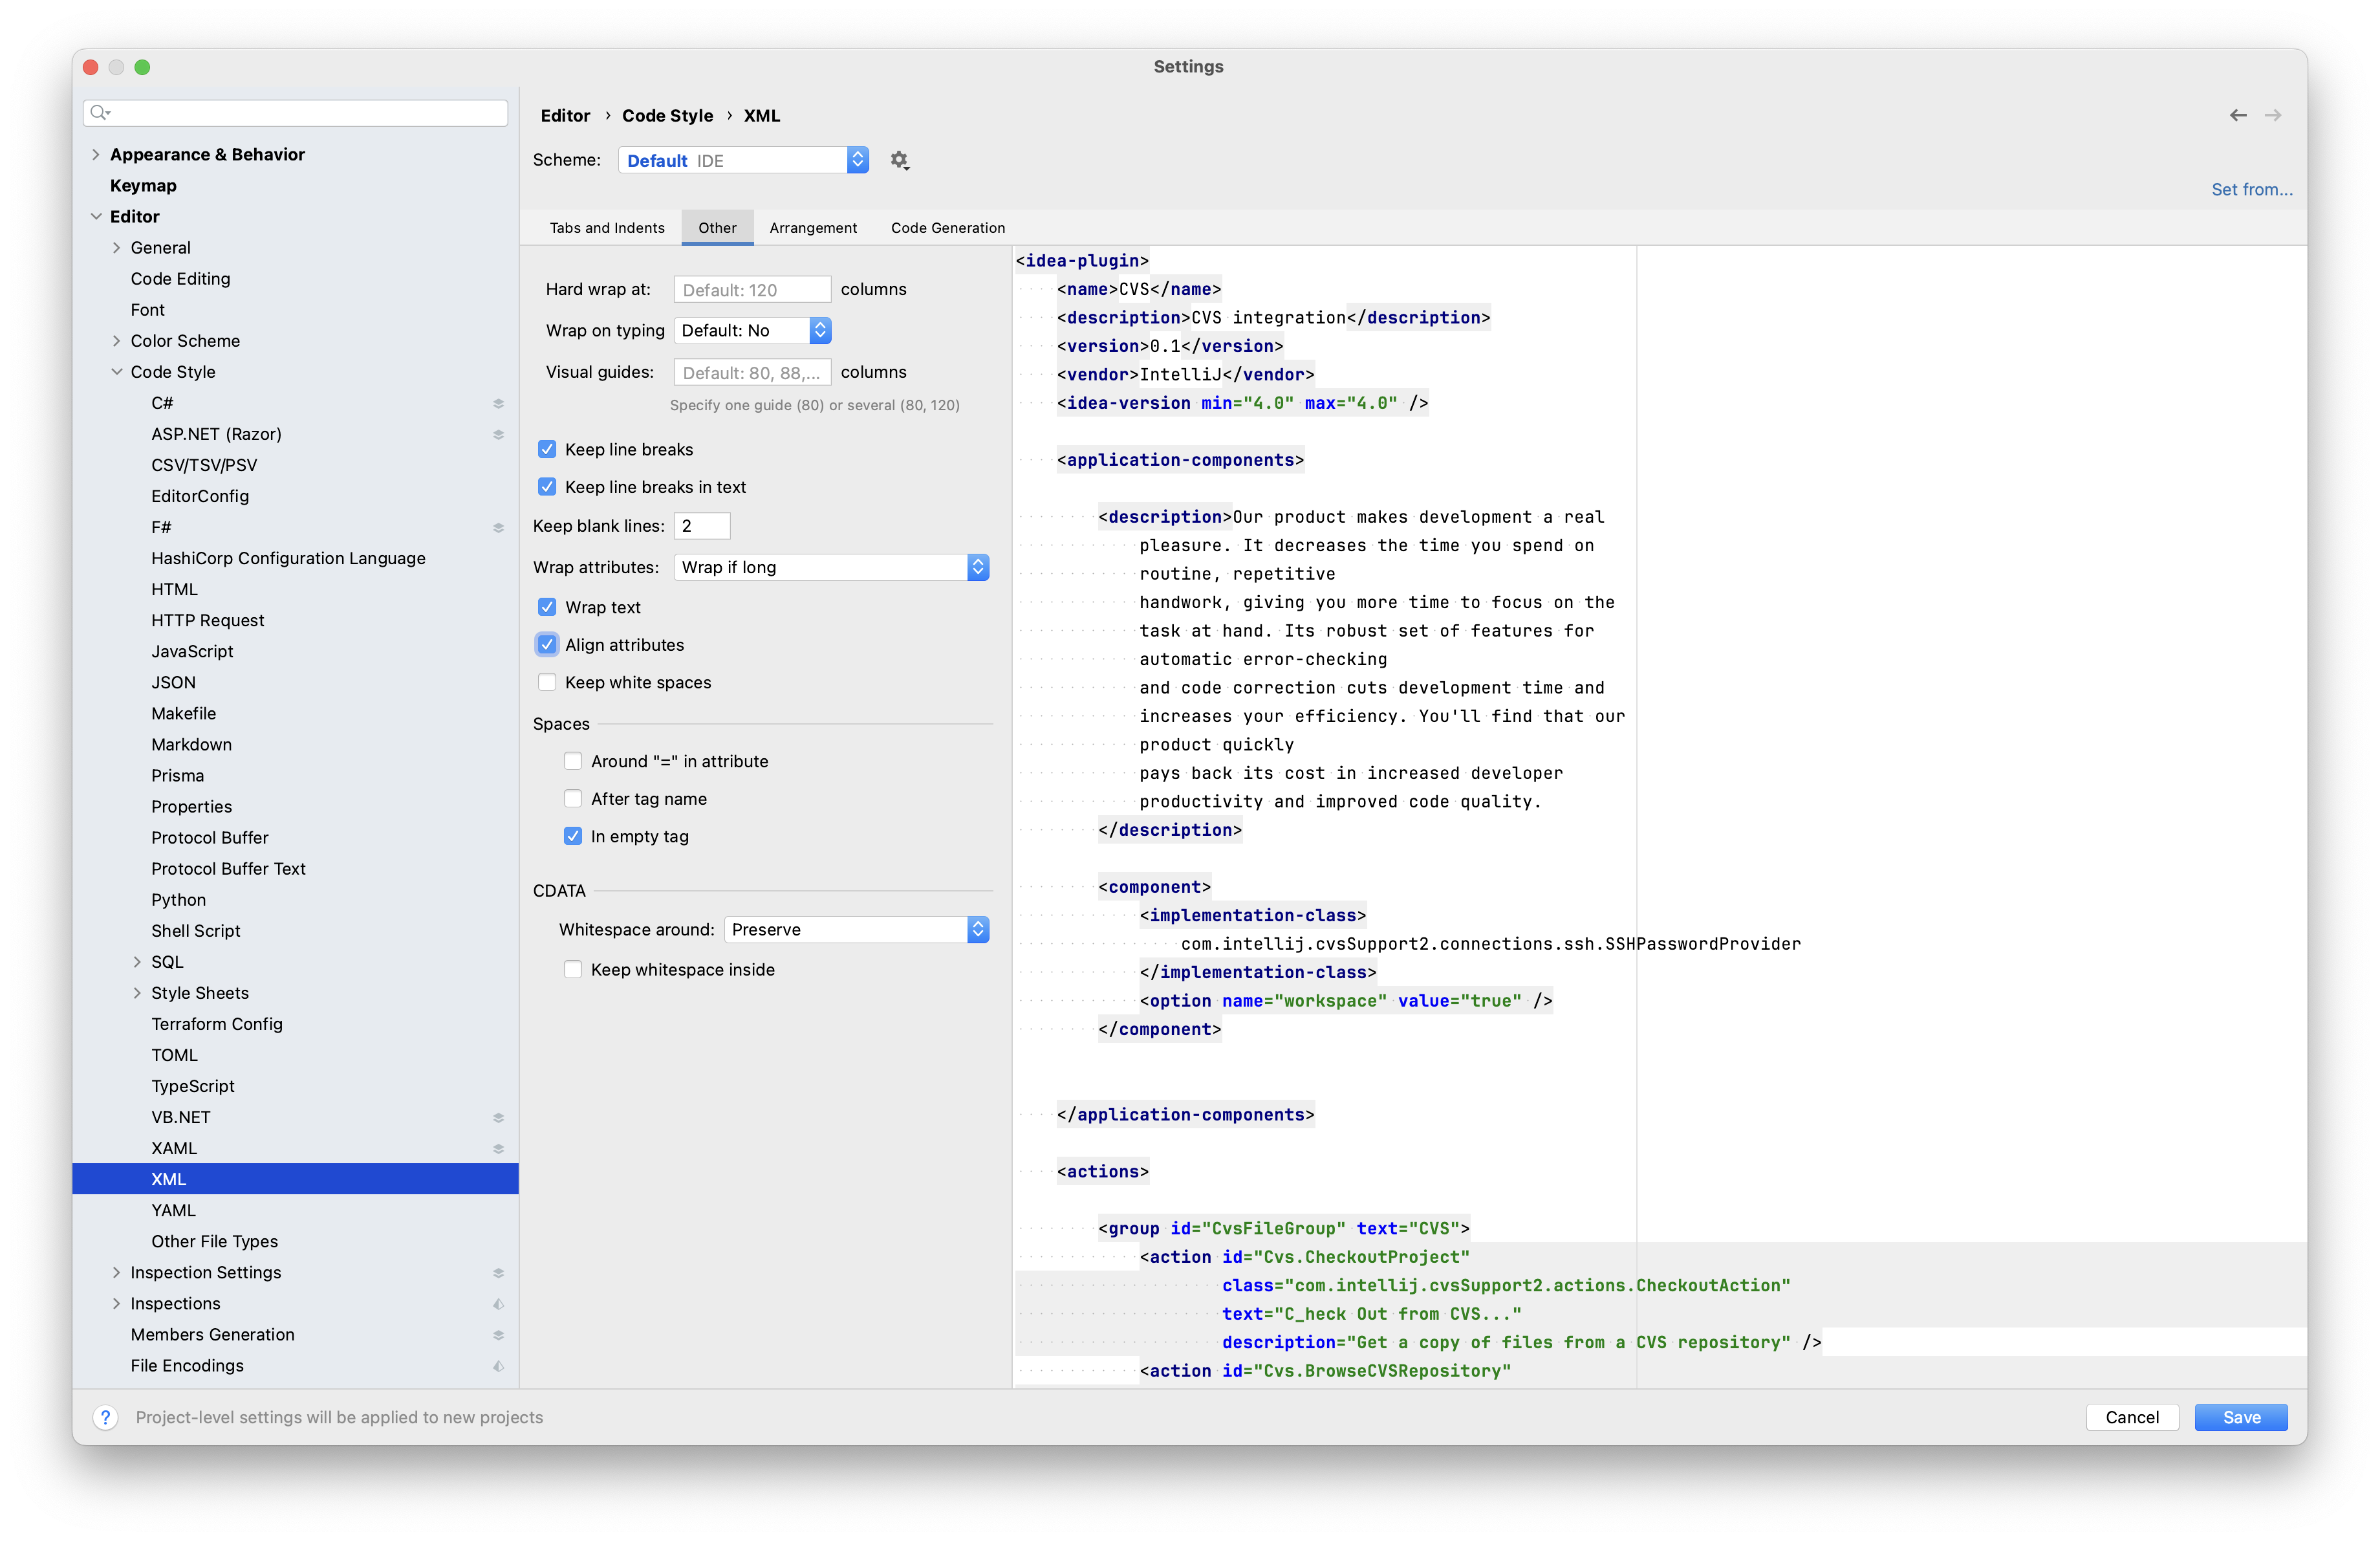 Settings
Appearance & Behavior
Keymap
Editor
General
Code Editing
Font
Color Scheme
Code Style
C#
ASP.NET (Razor)
CSV/TSV/PSV
EditorConfig
F#
HashiCorp Configuration Language
HTML
HTTP Request
JavaScript
JSON
Makefile
Markdown
Prisma
Properties
Protocol Buffer
Protocol Buffer Text
Python
Shell Script
SQL
Style Sheets
Terraform Config
TOML
TypeScript
VB.NET
XAML
XML
YAML
Other File Types
Inspection Settings
Inspections
Members Generation
File Encodings
Editor › Code Style › XML
Scheme: Default IDE
Set from...
Tabs and Indents Other Arrangement Code Generation
Hard wrap at: Default: 120 columns
Wrap on typing Default: No
Visual guides: Default: 80, 88,... columns
Specify one guide (80) or several (80, 120)
Keep line breaks
Keep line breaks in text
Keep blank lines: 2
Wrap attributes: Wrap if long
Wrap text
Align attributes
Keep white spaces
Spaces
Around "=" in attribute
After tag name
In empty tag
CDATA
Whitespace around: Preserve
Keep whitespace inside
<idea-plugin>
<name>CVS</name>
<description>CVS integration</description>
<version>0.1</version>
<vendor>IntelliJ</vendor>
<idea-version min="4.0" max="4.0" />
<application-components>
<description>Our product makes development a real
pleasure. It decreases the time you spend on
routine, repetitive
handwork, giving you more time to focus on the
task at hand. Its robust set of features for
automatic error-checking
and code correction cuts development time and
increases your efficiency. You'll find that our
product quickly
pays back its cost in increased developer
productivity and improved code quality.
</description>
<component>
<implementation-class>
com.intellij.cvsSupport2.connections.ssh.SSHPasswordProvider
</implementation-class>
<option name="workspace" value="true" />
</component>
</application-components>
<actions>
<group id="CvsFileGroup" text="CVS">
<action id="Cvs.CheckoutProject"
class="com.intellij.cvsSupport2.actions.CheckoutAction"
text="C_heck Out from CVS..."
description="Get a copy of files from a CVS repository" />
<action id="Cvs.BrowseCVSRepository"
? Project-level settings will be applied to new projects
Cancel Save